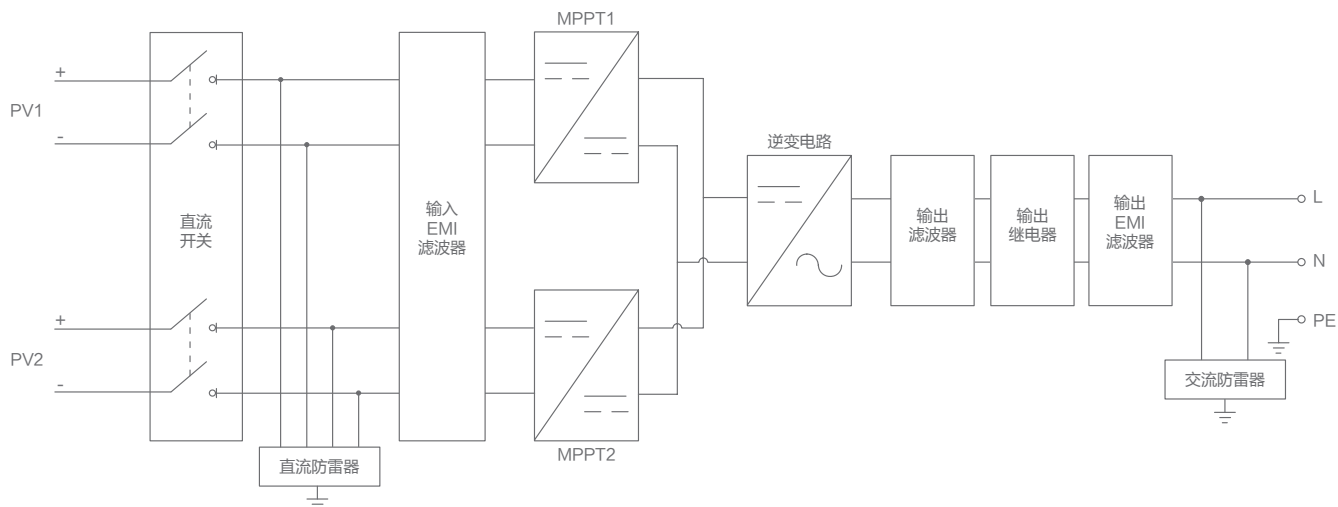 MPPT1
+
PV1
-
直流
开关
+
PV2
-
直流防雷器
输入
EMI
滤波器
MPPT2
逆变电路
输出
滤波器
输出
继电器
输出
EMI
滤波器
L
N
PE
交流防雷器